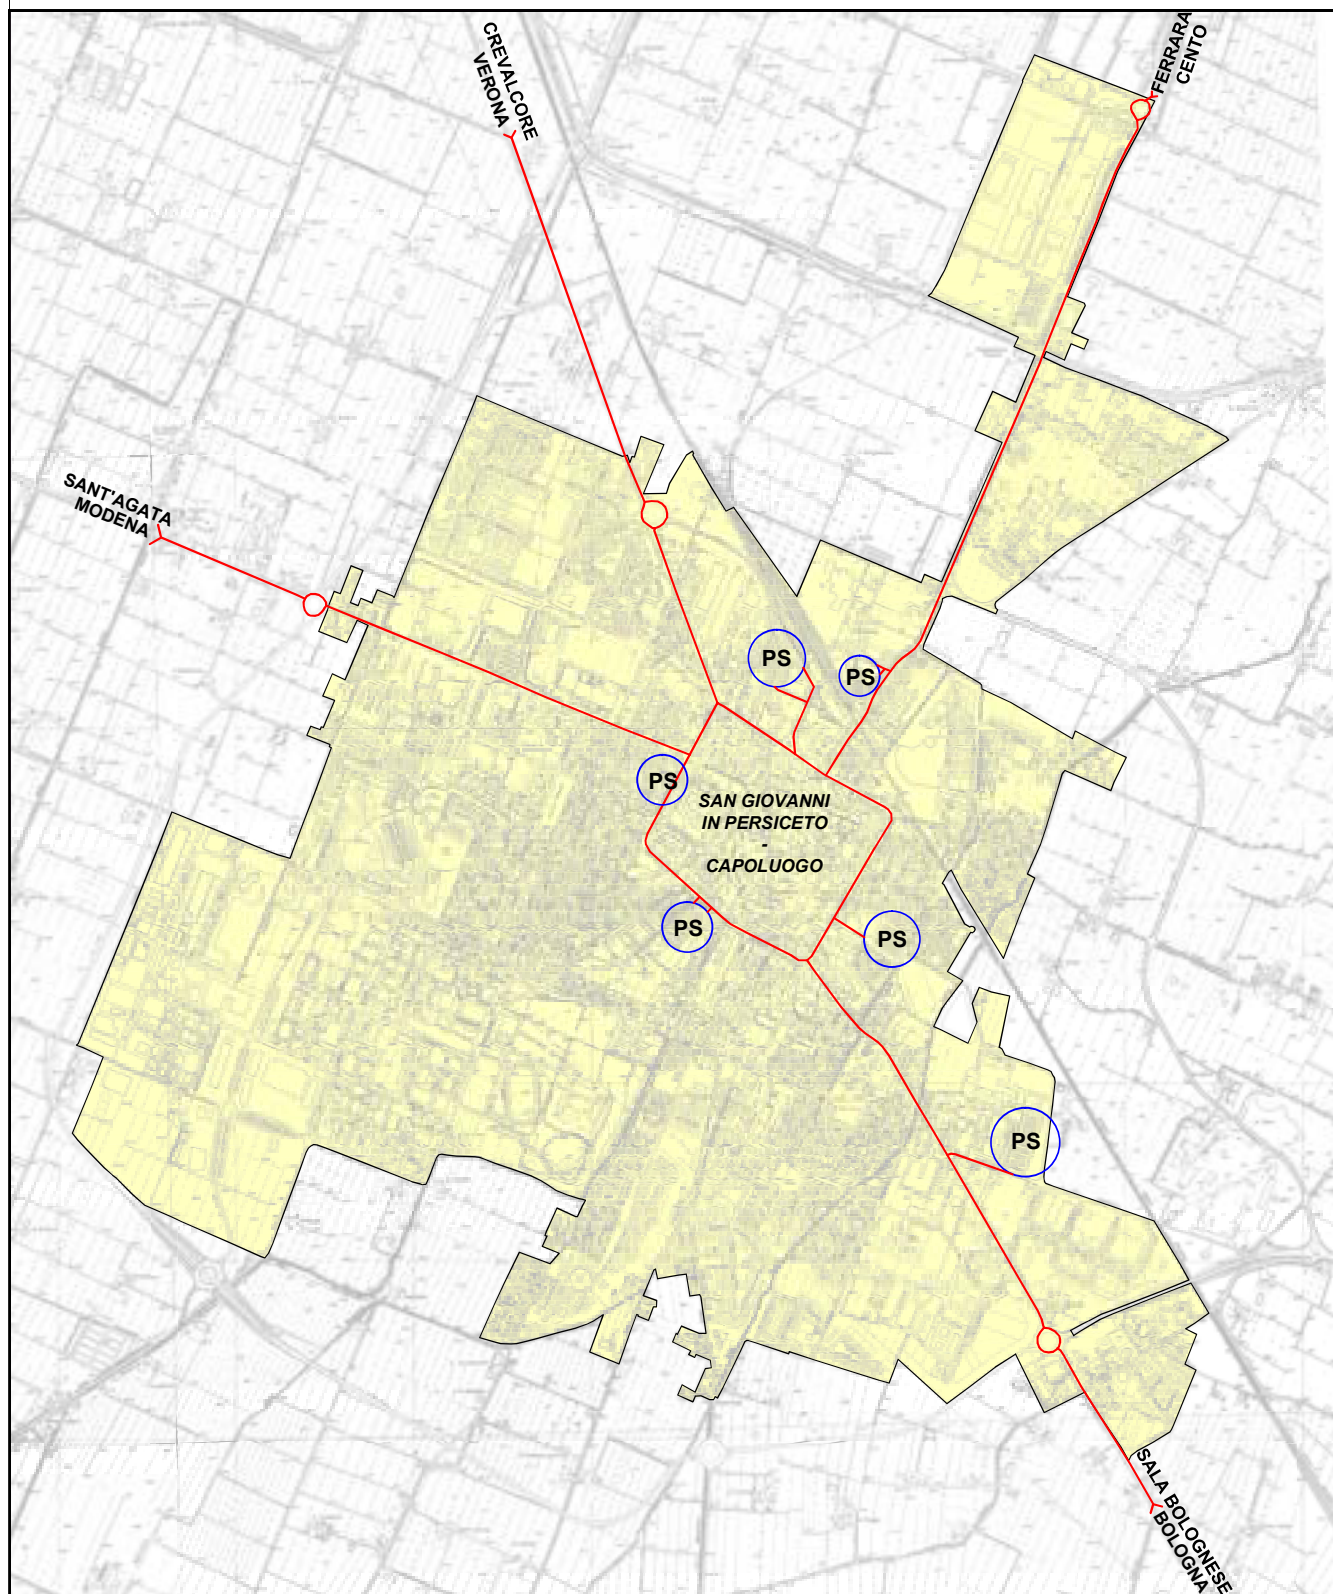 CREVALCORE
VERONA
FERRARA
CENTO
SANT'AGATA
MODENA
PS
PS
PS
SAN GIOVANNI
IN PERSICETO
-
CAPOLUOGO
PS
PS
PS
SALA BOLOGNESE
BOLOGNA